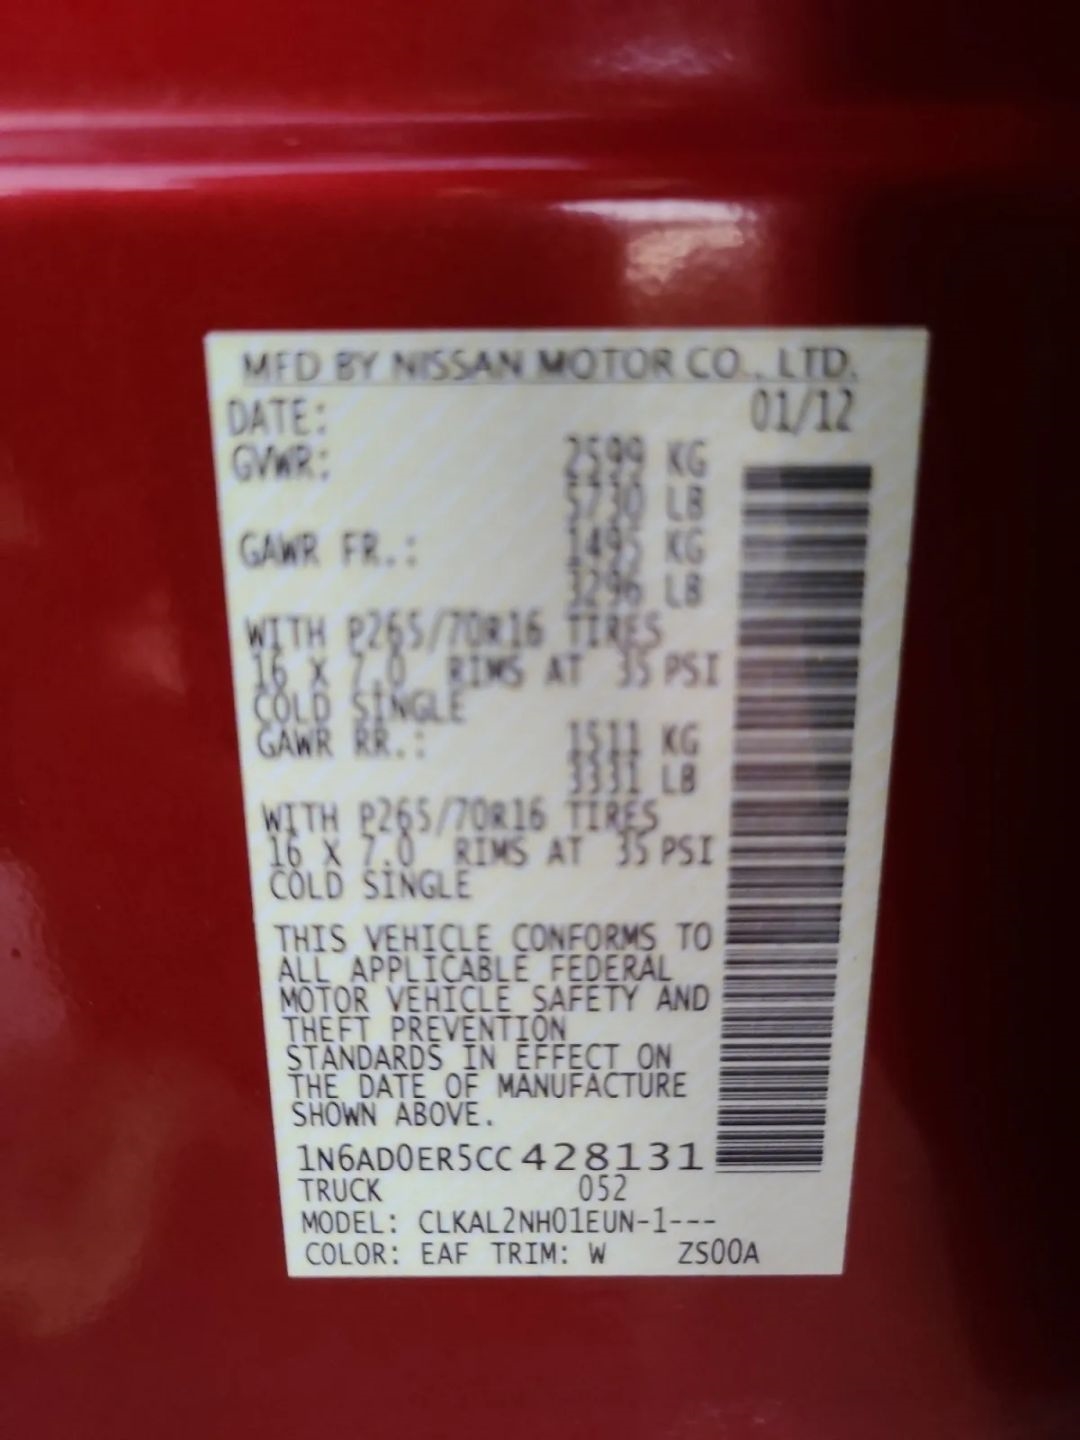 MFD BY NISSAN MOTOR CO., LTD.
DATE: 01/12
GVWR: 2599 KG
5730 LB
GAWR FR.: 1495 KG
3296 LB
WITH P265/70R16 TIRES
16 X 7.0 RIMS AT 35 PSI
COLD SINGLE
GAWR RR.: 1511 KG
3331 LB
WITH P265/70R16 TIRES
16 X 7.0 RIMS AT 35 PSI
COLD SINGLE
THIS VEHICLE CONFORMS TO
ALL APPLICABLE FEDERAL
MOTOR VEHICLE SAFETY AND
THEFT PREVENTION
STANDARDS IN EFFECT ON
THE DATE OF MANUFACTURE
SHOWN ABOVE.
1N6AD0ER5CC428131
TRUCK 052
MODEL: CLKAL2NH01EUN-1---
COLOR: EAF TRIM: W ZS00A